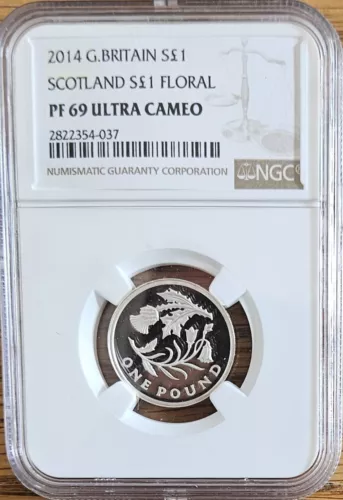 2014 G.BRITAIN S£1
SCOTLAND S£1 FLORAL
PF 69 ULTRA CAMEO
2822354-037
NUMISMATIC GUARANTY CORPORATION
NGC
ONE POUND